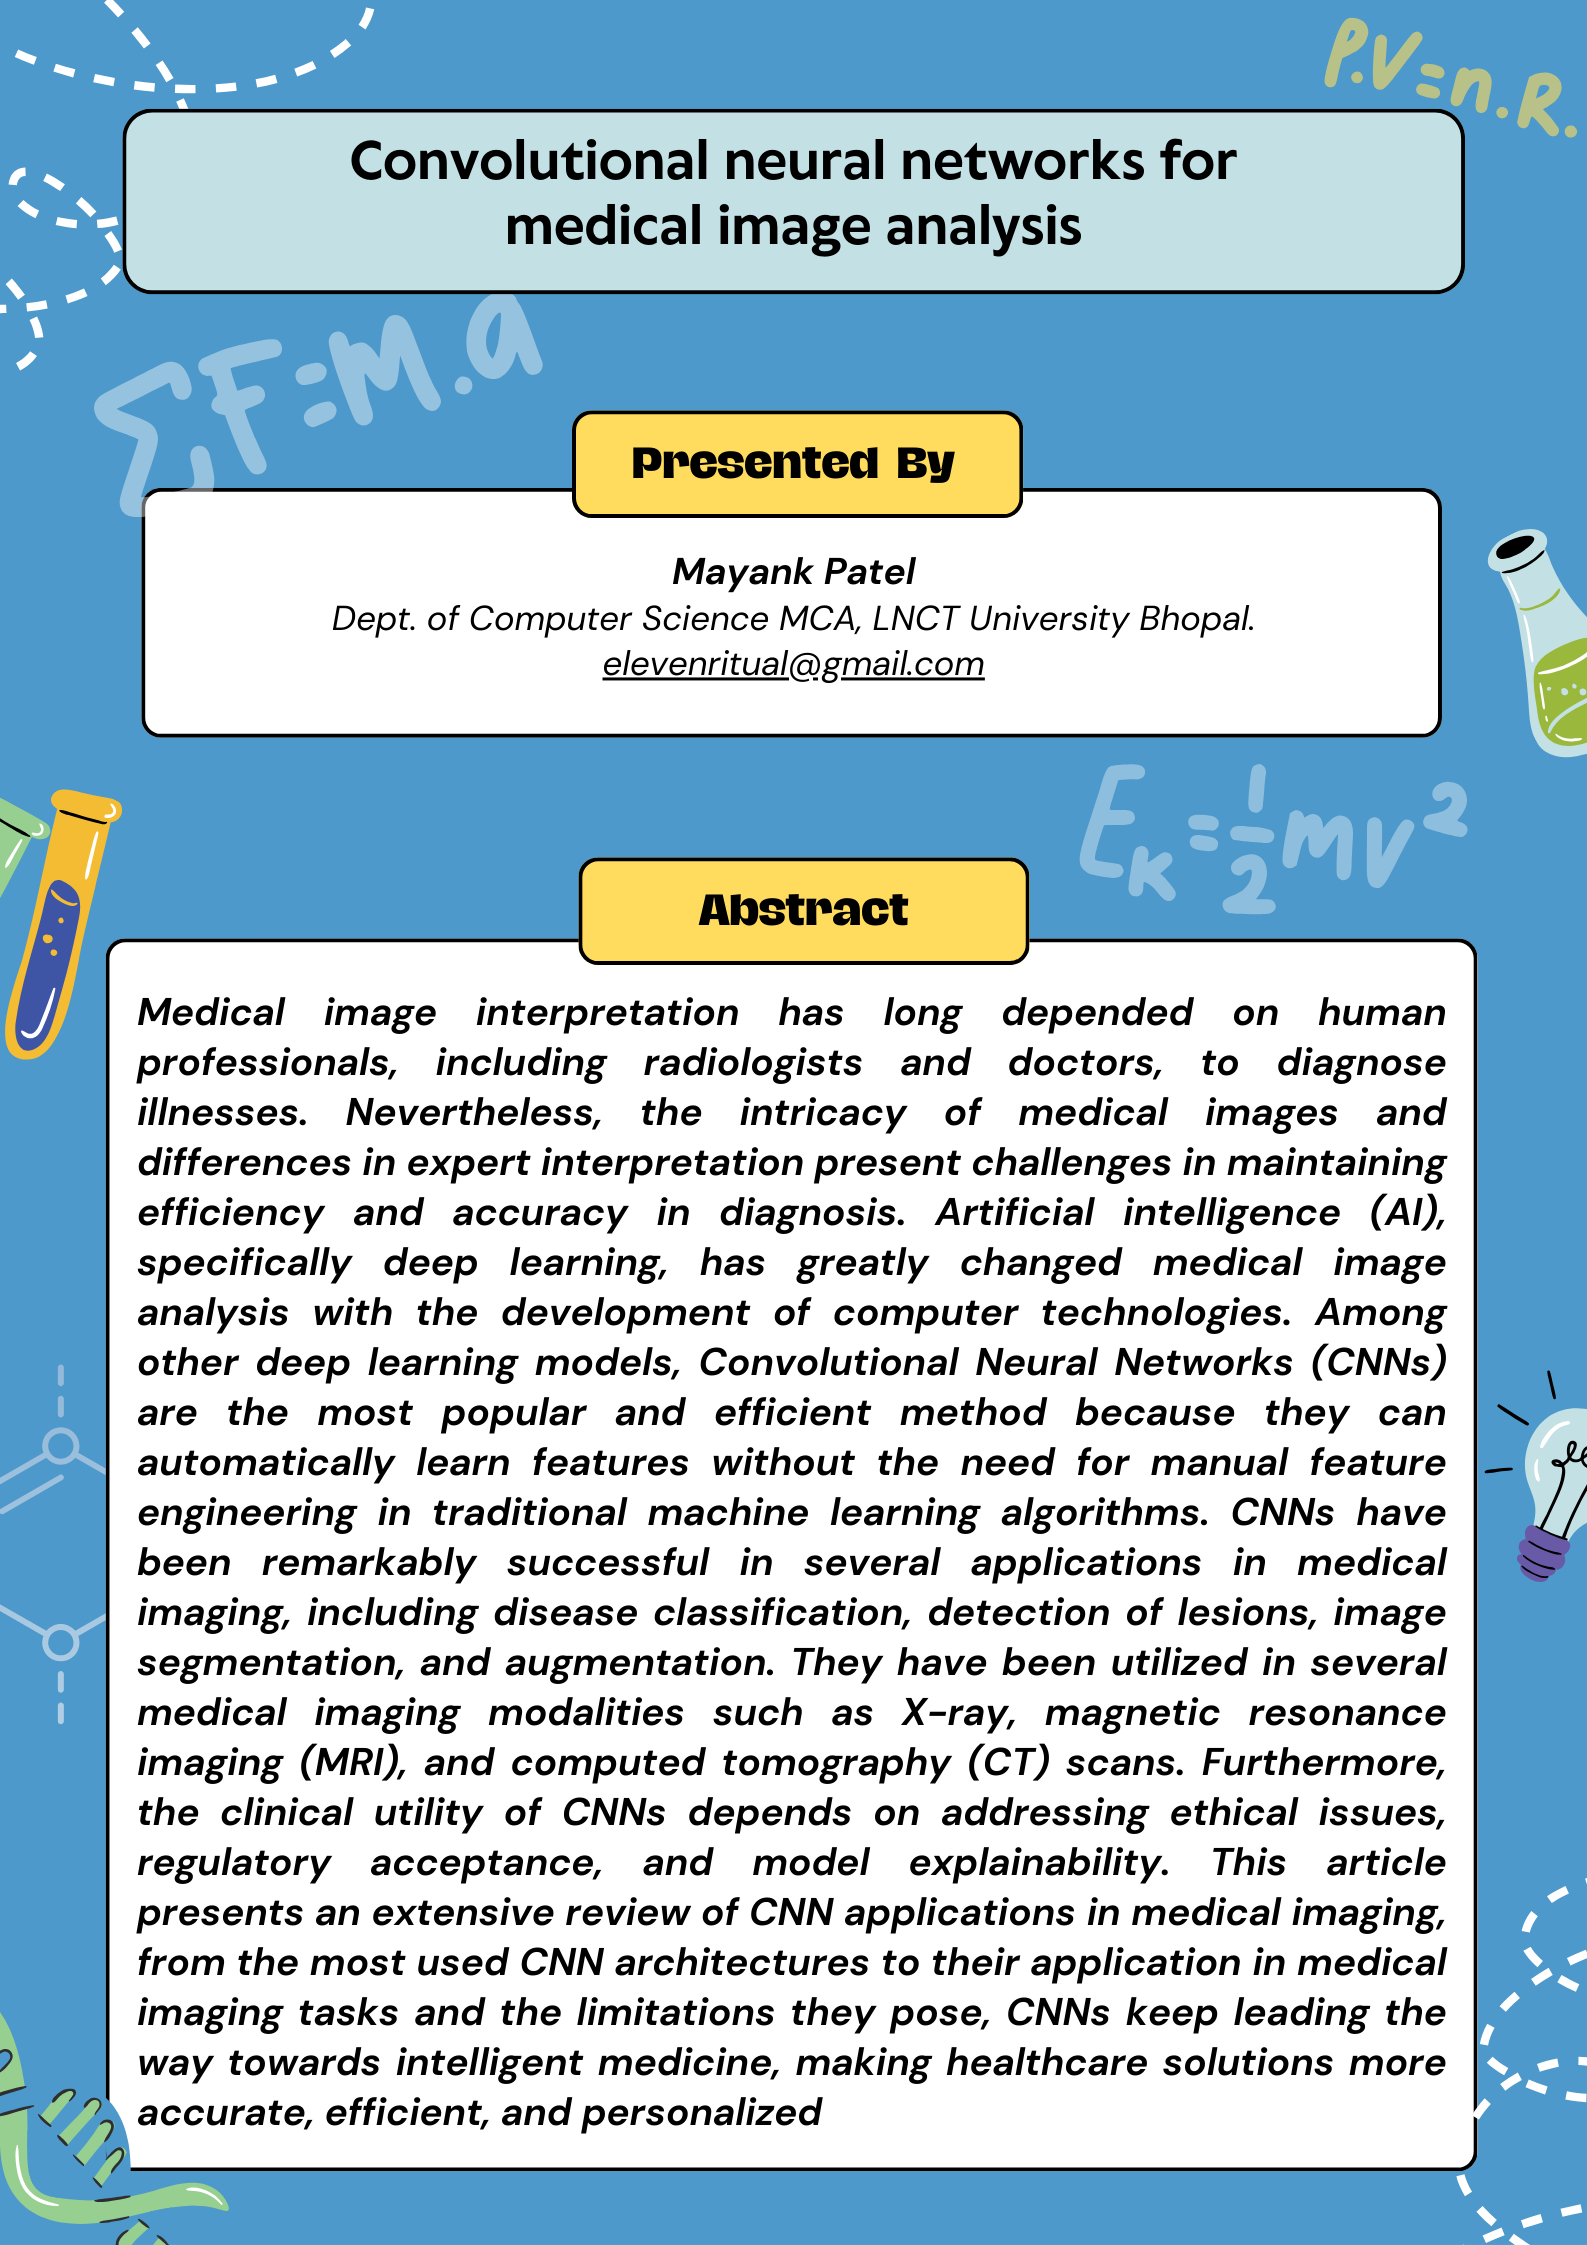 P.V=n.R.
Convolutional neural networks for
medical image analysis
ΣF=M.a
Presented By
Mayank Patel
Dept. of Computer Science MCA, LNCT University Bhopal.
elevenritual@gmail.com
Eₖ=½mv²
Abstract
Medical image interpretation has long depended on human
professionals, including radiologists and doctors, to diagnose
illnesses. Nevertheless, the intricacy of medical images and
differences in expert interpretation present challenges in maintaining
efficiency and accuracy in diagnosis. Artificial intelligence (AI),
specifically deep learning, has greatly changed medical image
analysis with the development of computer technologies. Among
other deep learning models, Convolutional Neural Networks (CNNs)
are the most popular and efficient method because they can
automatically learn features without the need for manual feature
engineering in traditional machine learning algorithms. CNNs have
been remarkably successful in several applications in medical
imaging, including disease classification, detection of lesions, image
segmentation, and augmentation. They have been utilized in several
medical imaging modalities such as X-ray, magnetic resonance
imaging (MRI), and computed tomography (CT) scans. Furthermore,
the clinical utility of CNNs depends on addressing ethical issues,
regulatory acceptance, and model explainability. This article
presents an extensive review of CNN applications in medical imaging,
from the most used CNN architectures to their application in medical
imaging tasks and the limitations they pose, CNNs keep leading the
way towards intelligent medicine, making healthcare solutions more
accurate, efficient, and personalized